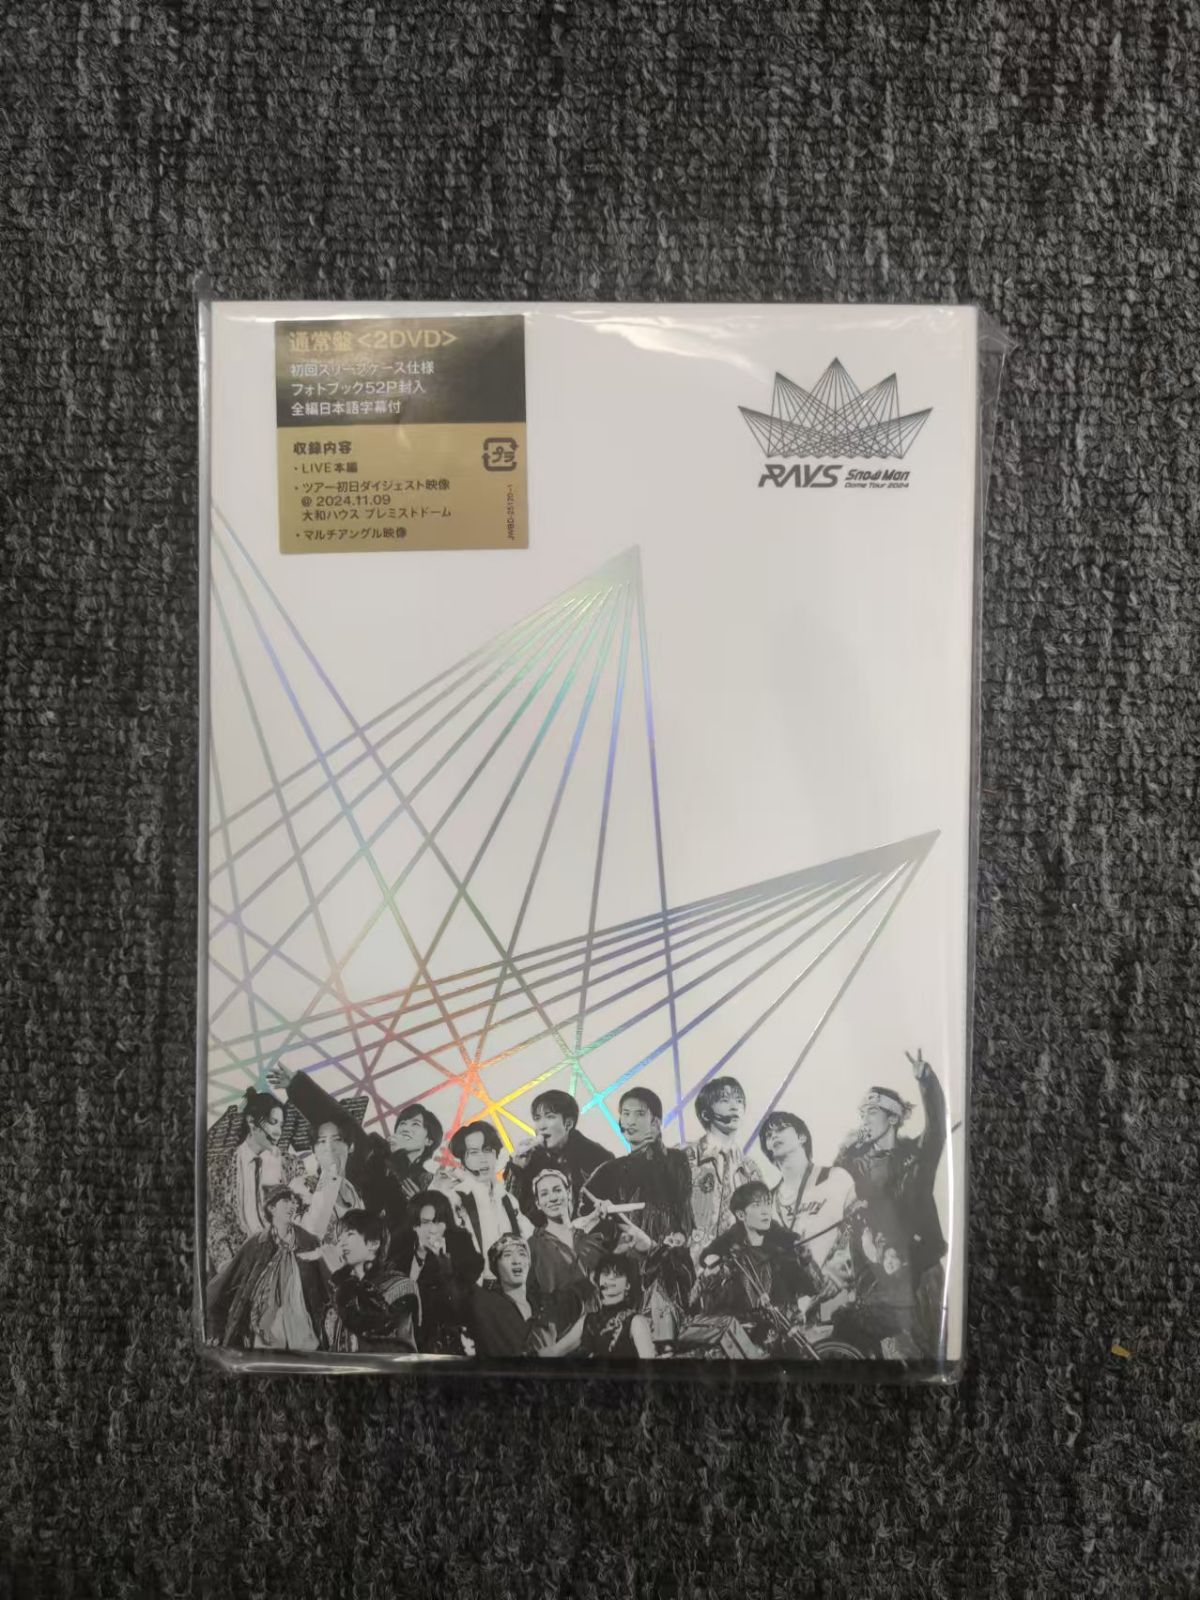 通常盤<2DVD>
初回スリーブケース仕様
フォトブック52P封入
全編日本語字幕付
収録内容
・LIVE本編
・ツアー初日ダイジェスト映像
@ 2024.11.09
大和ハウス プレミストドーム
・マルチアングル映像
プラ
RAYS Snow Man
Dome Tour 2024